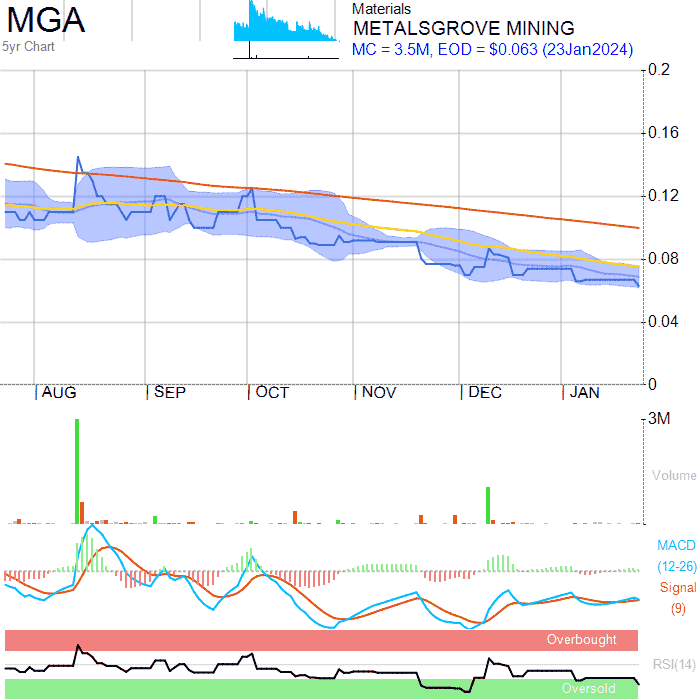 MGA
5yr Chart
Materials
METALSGROVE MINING
MC = 3.5M, EOD = $0.063 (23Jan2024)
0.2
0.16
0.12
0.08
0.04
0
AUG SEP OCT NOV DEC JAN
3M
Volume
MACD
(12-26)
Signal
(9)
Overbought
RSI(14)
Oversold